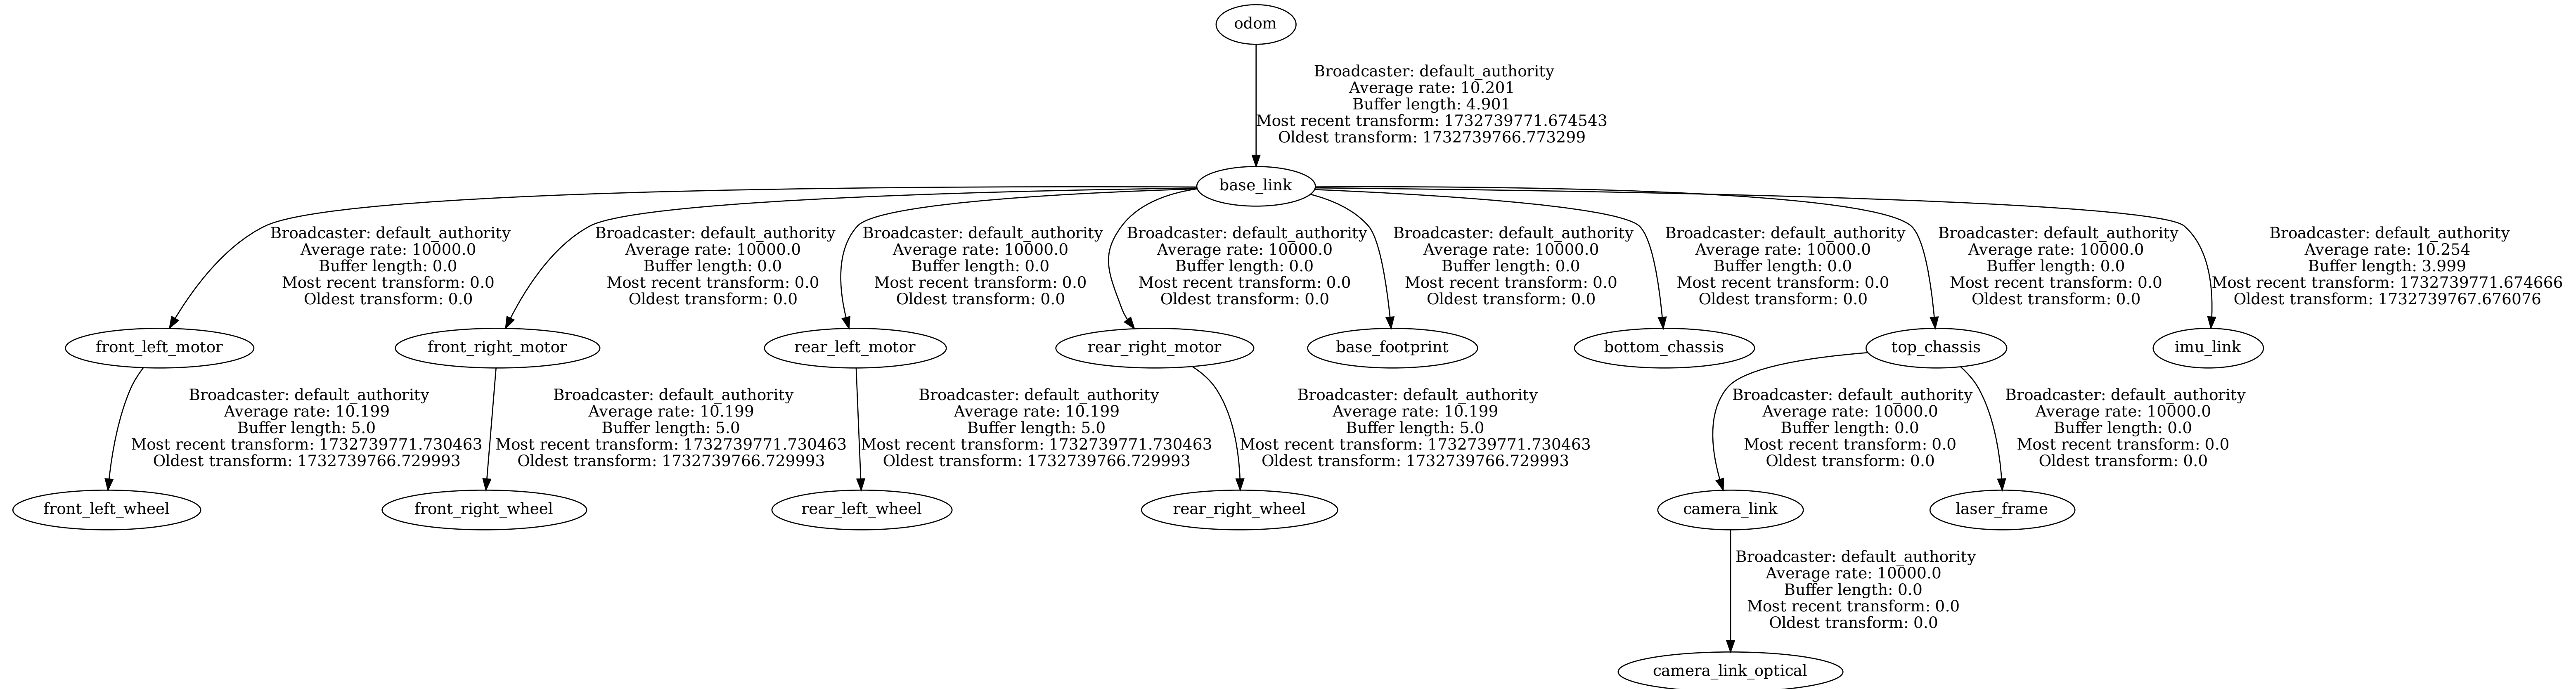 odom
Broadcaster: default_authority
Average rate: 10.201
Buffer length: 4.901
Most recent transform: 1732739771.674543
Oldest transform: 1732739766.773299
base_link
Broadcaster: default_authority
Average rate: 10000.0
Buffer length: 0.0
Most recent transform: 0.0
Oldest transform: 0.0
Broadcaster: default_authority
Average rate: 10000.0
Buffer length: 0.0
Most recent transform: 0.0
Oldest transform: 0.0
Broadcaster: default_authority
Average rate: 10000.0
Buffer length: 0.0
Most recent transform: 0.0
Oldest transform: 0.0
Broadcaster: default_authority
Average rate: 10000.0
Buffer length: 0.0
Most recent transform: 0.0
Oldest transform: 0.0
Broadcaster: default_authority
Average rate: 10000.0
Buffer length: 0.0
Most recent transform: 0.0
Oldest transform: 0.0
Broadcaster: default_authority
Average rate: 10000.0
Buffer length: 0.0
Most recent transform: 0.0
Oldest transform: 0.0
Broadcaster: default_authority
Average rate: 10000.0
Buffer length: 0.0
Most recent transform: 0.0
Oldest transform: 0.0
Broadcaster: default_authority
Average rate: 10.254
Buffer length: 3.999
Most recent transform: 1732739771.674666
Oldest transform: 1732739767.676076
front_left_motor
front_right_motor
rear_left_motor
rear_right_motor
base_footprint
bottom_chassis
top_chassis
imu_link
Broadcaster: default_authority
Average rate: 10.199
Buffer length: 5.0
Most recent transform: 1732739771.730463
Oldest transform: 1732739766.729993
Broadcaster: default_authority
Average rate: 10.199
Buffer length: 5.0
Most recent transform: 1732739771.730463
Oldest transform: 1732739766.729993
Broadcaster: default_authority
Average rate: 10.199
Buffer length: 5.0
Most recent transform: 1732739771.730463
Oldest transform: 1732739766.729993
Broadcaster: default_authority
Average rate: 10.199
Buffer length: 5.0
Most recent transform: 1732739771.730463
Oldest transform: 1732739766.729993
Broadcaster: default_authority
Average rate: 10000.0
Buffer length: 0.0
Most recent transform: 0.0
Oldest transform: 0.0
Broadcaster: default_authority
Average rate: 10000.0
Buffer length: 0.0
Most recent transform: 0.0
Oldest transform: 0.0
front_left_wheel
front_right_wheel
rear_left_wheel
rear_right_wheel
camera_link
laser_frame
Broadcaster: default_authority
Average rate: 10000.0
Buffer length: 0.0
Most recent transform: 0.0
Oldest transform: 0.0
camera_link_optical